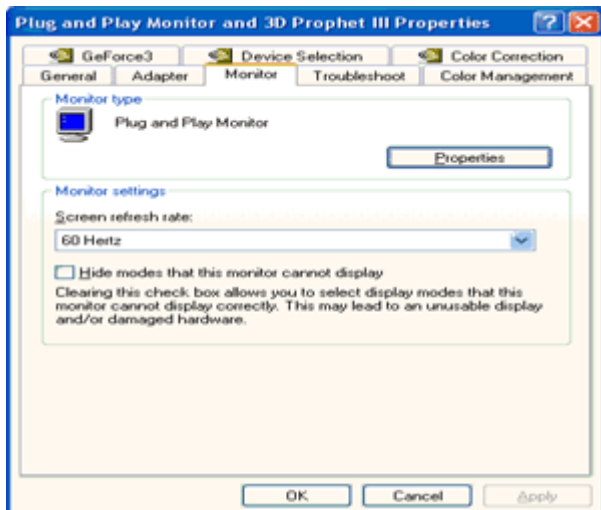 Plug and Play Monitor and 3D Prophet III Properties
GeForce3 Device Selection Color Correction
General Adapter Monitor Troubleshoot Color Management
Monitor type
Plug and Play Monitor
Properties
Monitor settings
Screen refresh rate:
60 Hertz
Hide modes that this monitor cannot display
Clearing this check box allows you to select display modes that this
monitor cannot display correctly. This may lead to an unusable display
and/or damaged hardware.
OK Cancel Apply